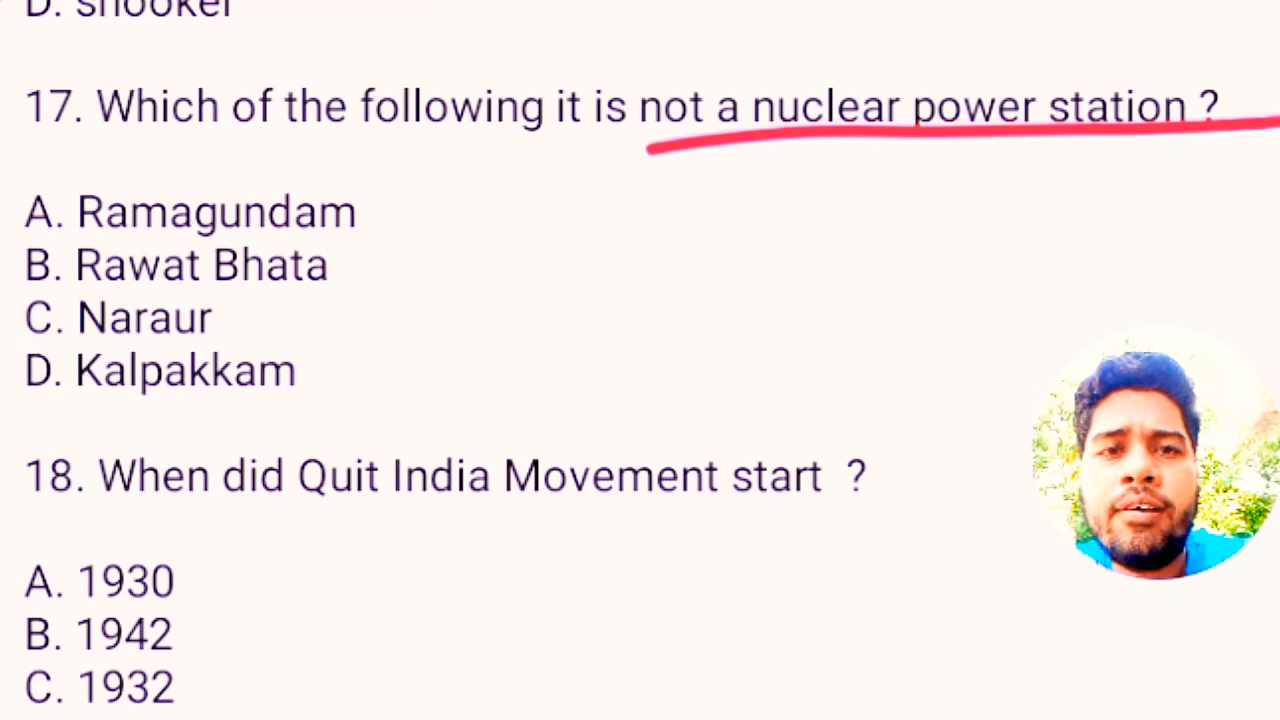 D. snooker
17. Which of the following it is not a nuclear power station ?
A. Ramagundam
B. Rawat Bhata
C. Naraur
D. Kalpakkam
18. When did Quit India Movement start ?
A. 1930
B. 1942
C. 1932